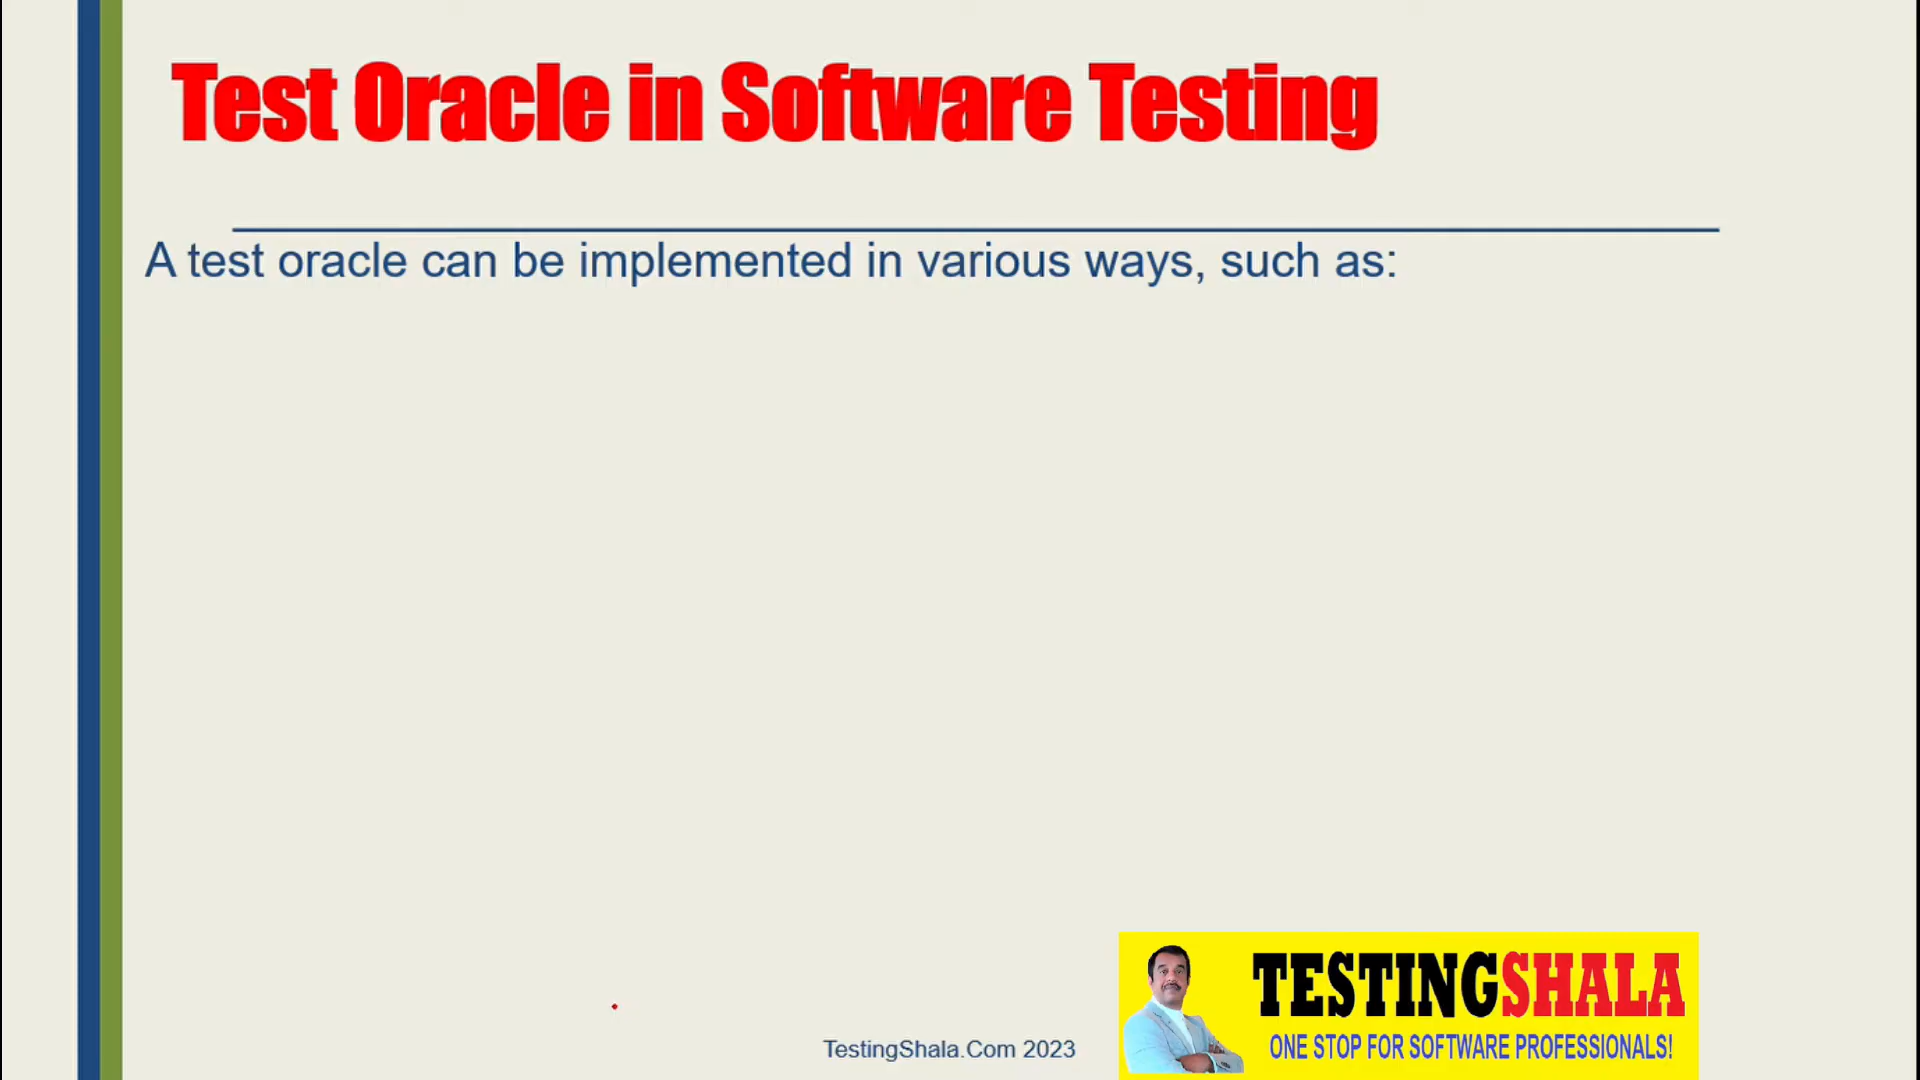 Test Oracle in Software Testing
A test oracle can be implemented in various ways, such as:
TESTINGSHALA
ONE STOP FOR SOFTWARE PROFESSIONALS!
TestingShala.Com 2023